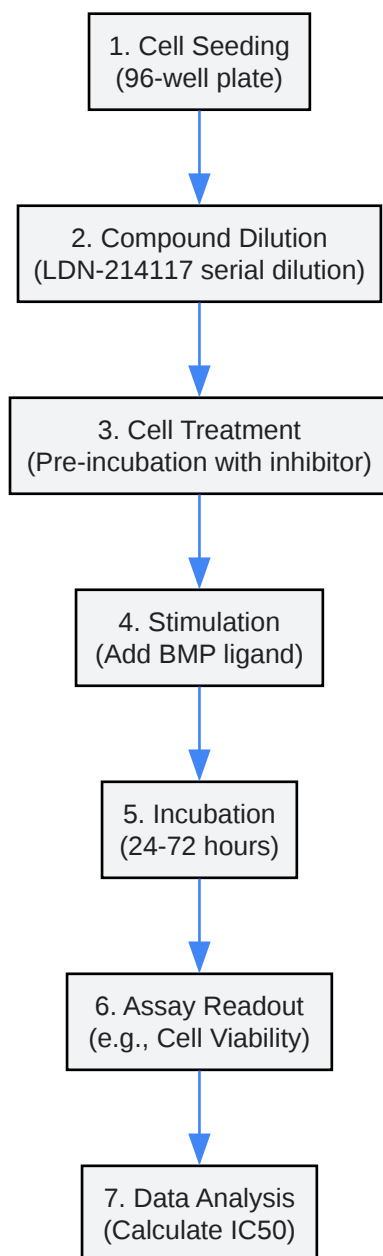 1. Cell Seeding
(96-well plate)
2. Compound Dilution
(LDN-214117 serial dilution)
3. Cell Treatment
(Pre-incubation with inhibitor)
4. Stimulation
(Add BMP ligand)
5. Incubation
(24-72 hours)
6. Assay Readout
(e.g., Cell Viability)
7. Data Analysis
(Calculate IC50)